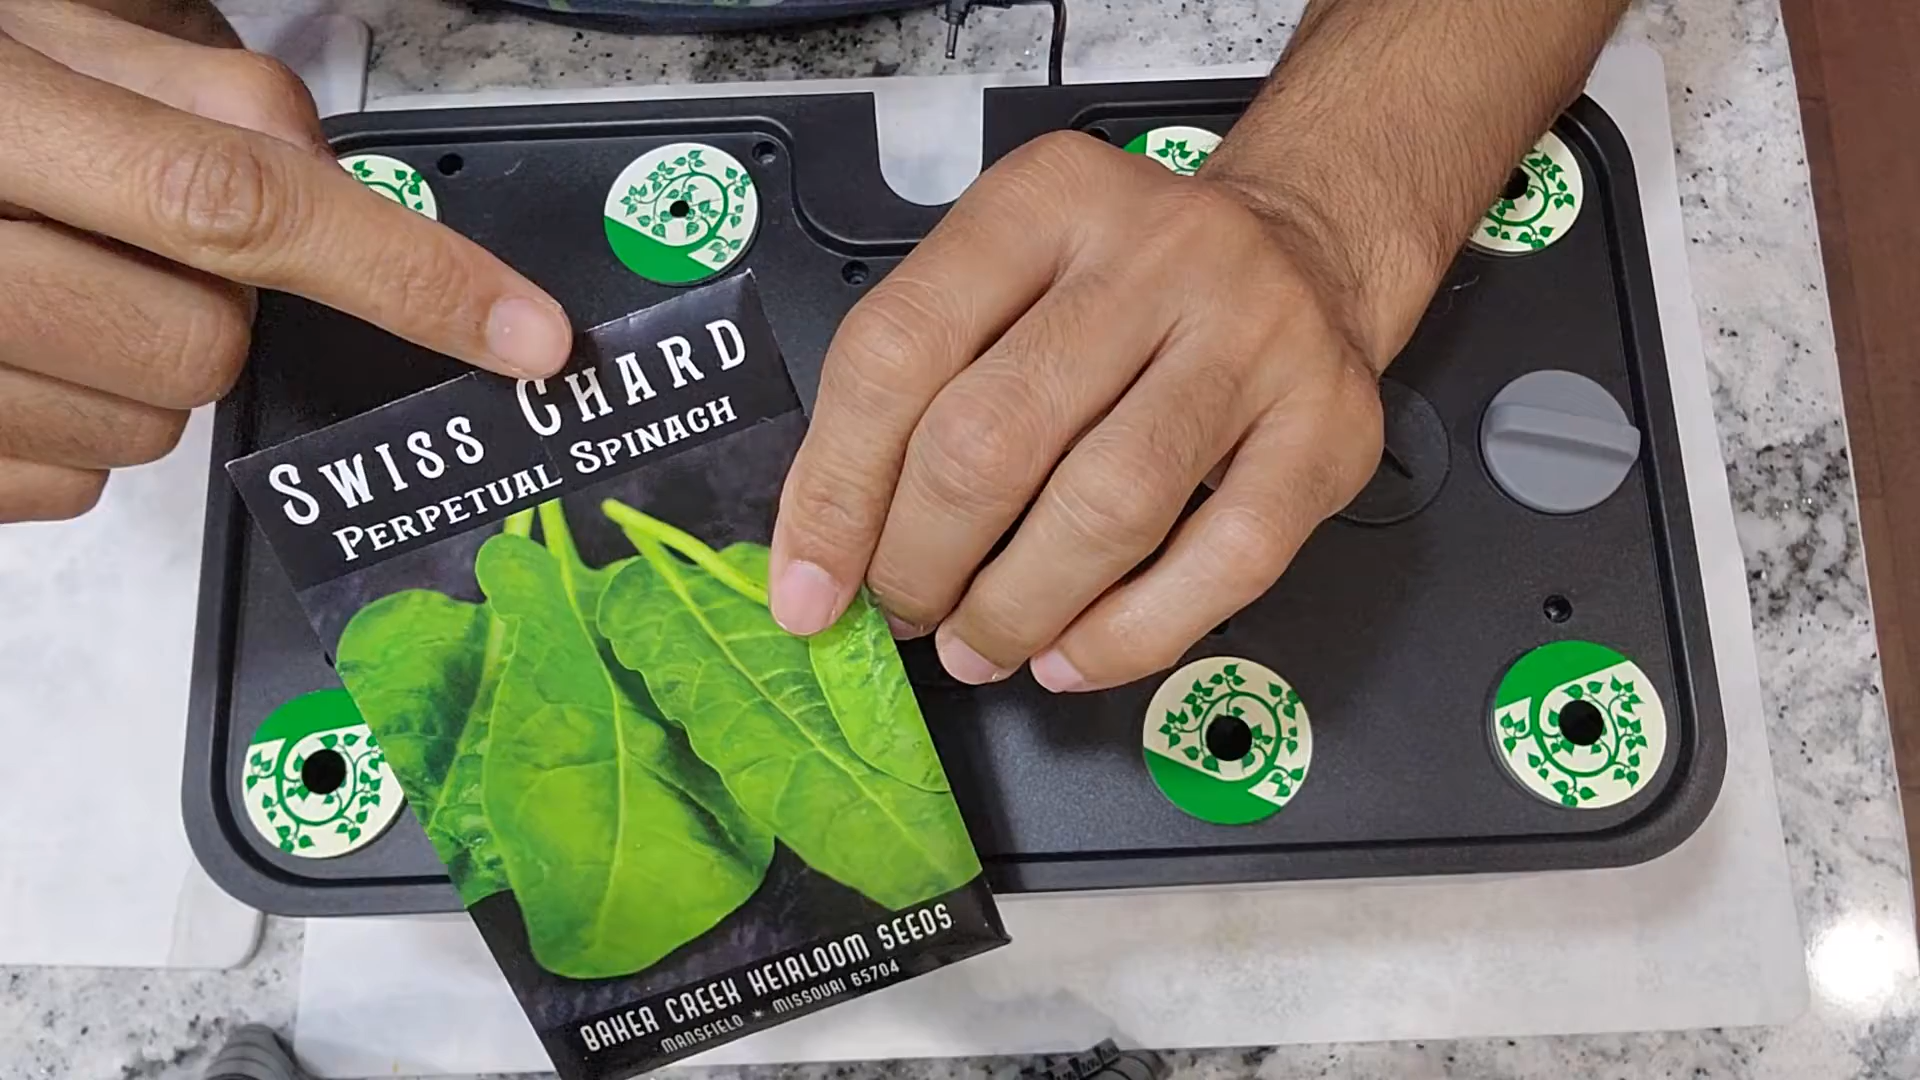 SWISS CHARD
PERPETUAL SPINACH
BAKER CREEK HEIRLOOM SEEDS
MANSFIELD * MISSOURI 65704